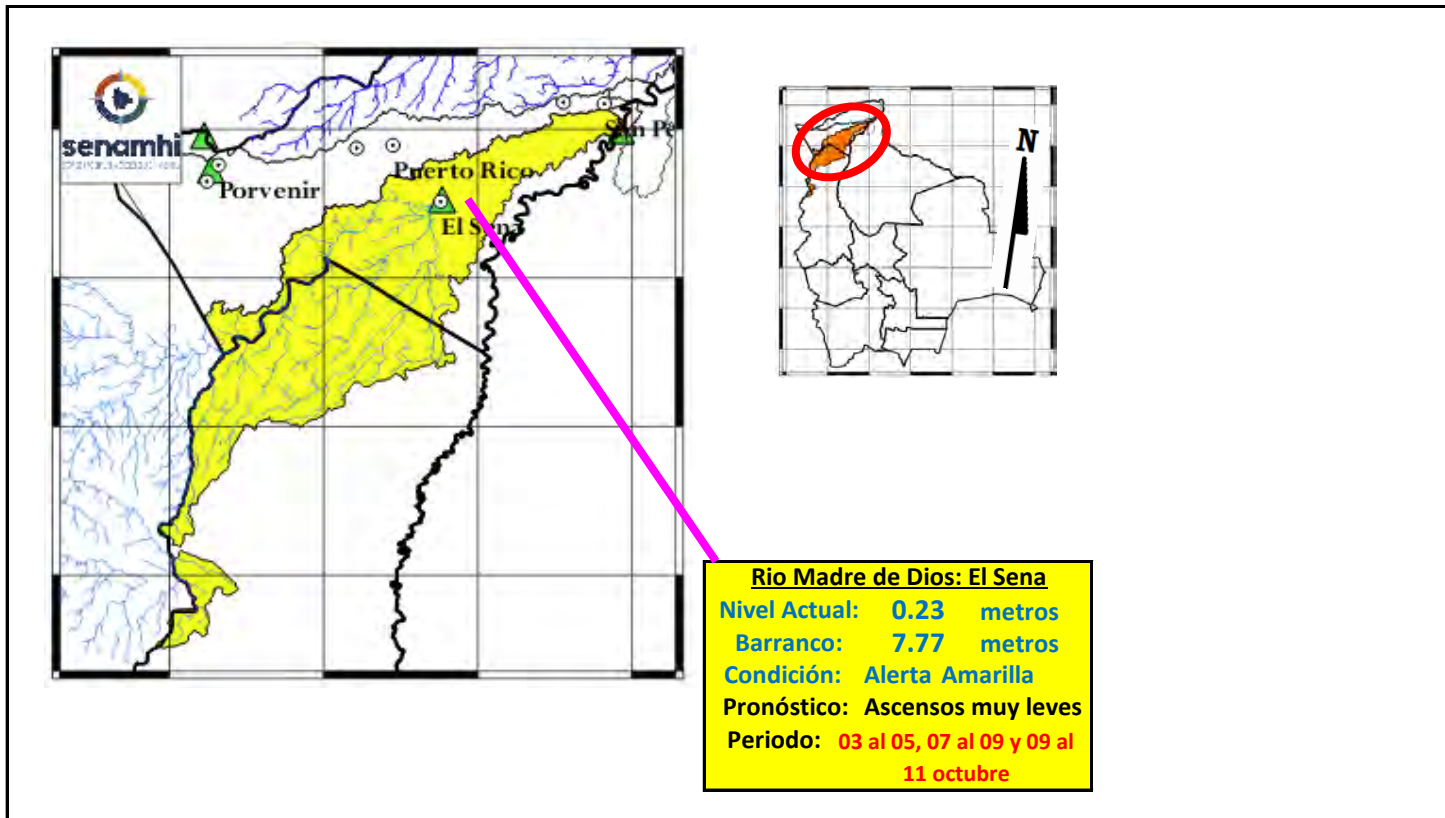 senamhi
Porvenir
Puerto Rico
El Sena
San Pe
N
Rio Madre de Dios: El Sena
Nivel Actual: 0.23 metros
Barranco: 7.77 metros
Condición: Alerta Amarilla
Pronóstico: Ascensos muy leves
Periodo: 03 al 05, 07 al 09 y 09 al
11 octubre